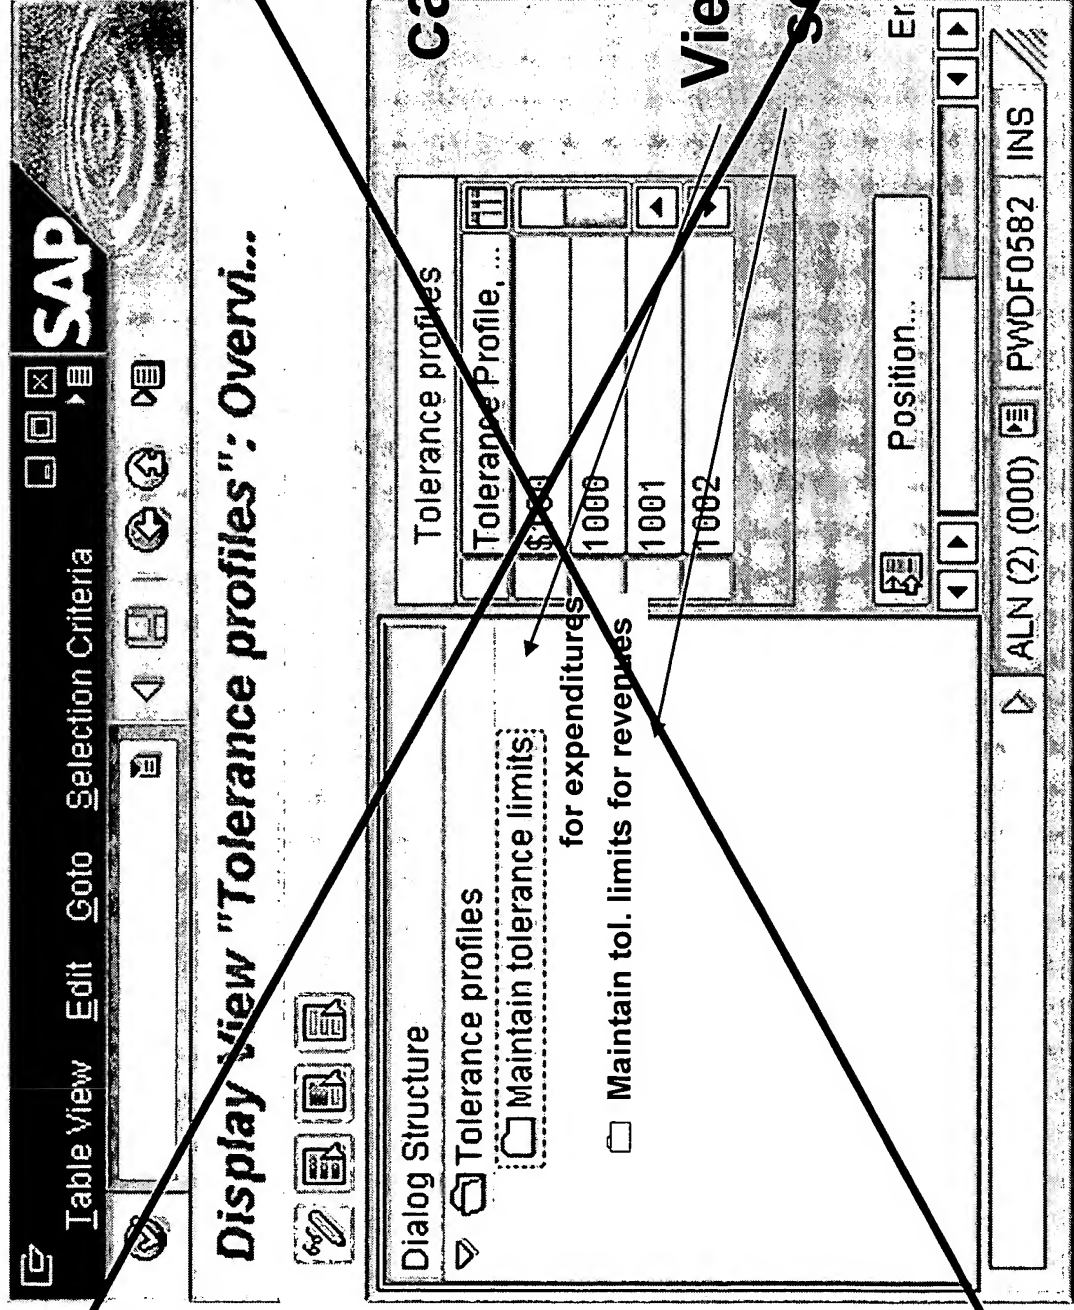 Table View Edit Goto Selection Criteria
SAP
Display View "Tolerance profiles": Overvi...
Dialog Structure
Tolerance profiles
Maintain tolerance limits
for expenditures
Maintain tol. limits for revenues
Tolerance profiles
Tolerance Profile, ...
1000
1001
1002
Position...
ca
Vie
Er
ALN (2) (000) PWDF0582 INS